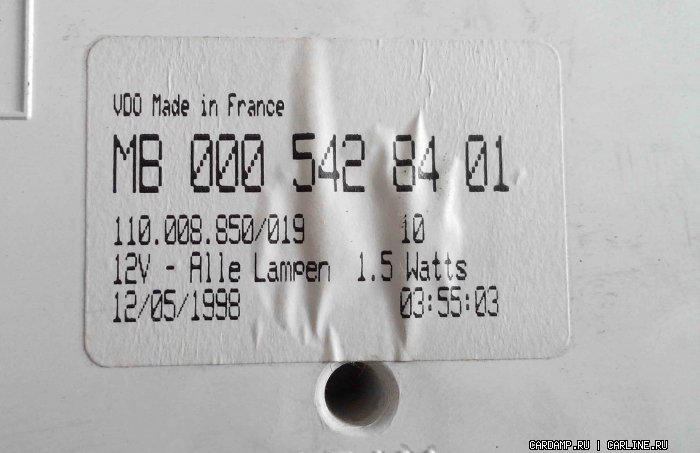 VDO Made in France
MB 000 542 84 01
110.008.850/019 10
12V - Alle Lampen 1.5 Watts
12/05/1998 03:55:03
CARDAMP.RU | CARLINE.RU